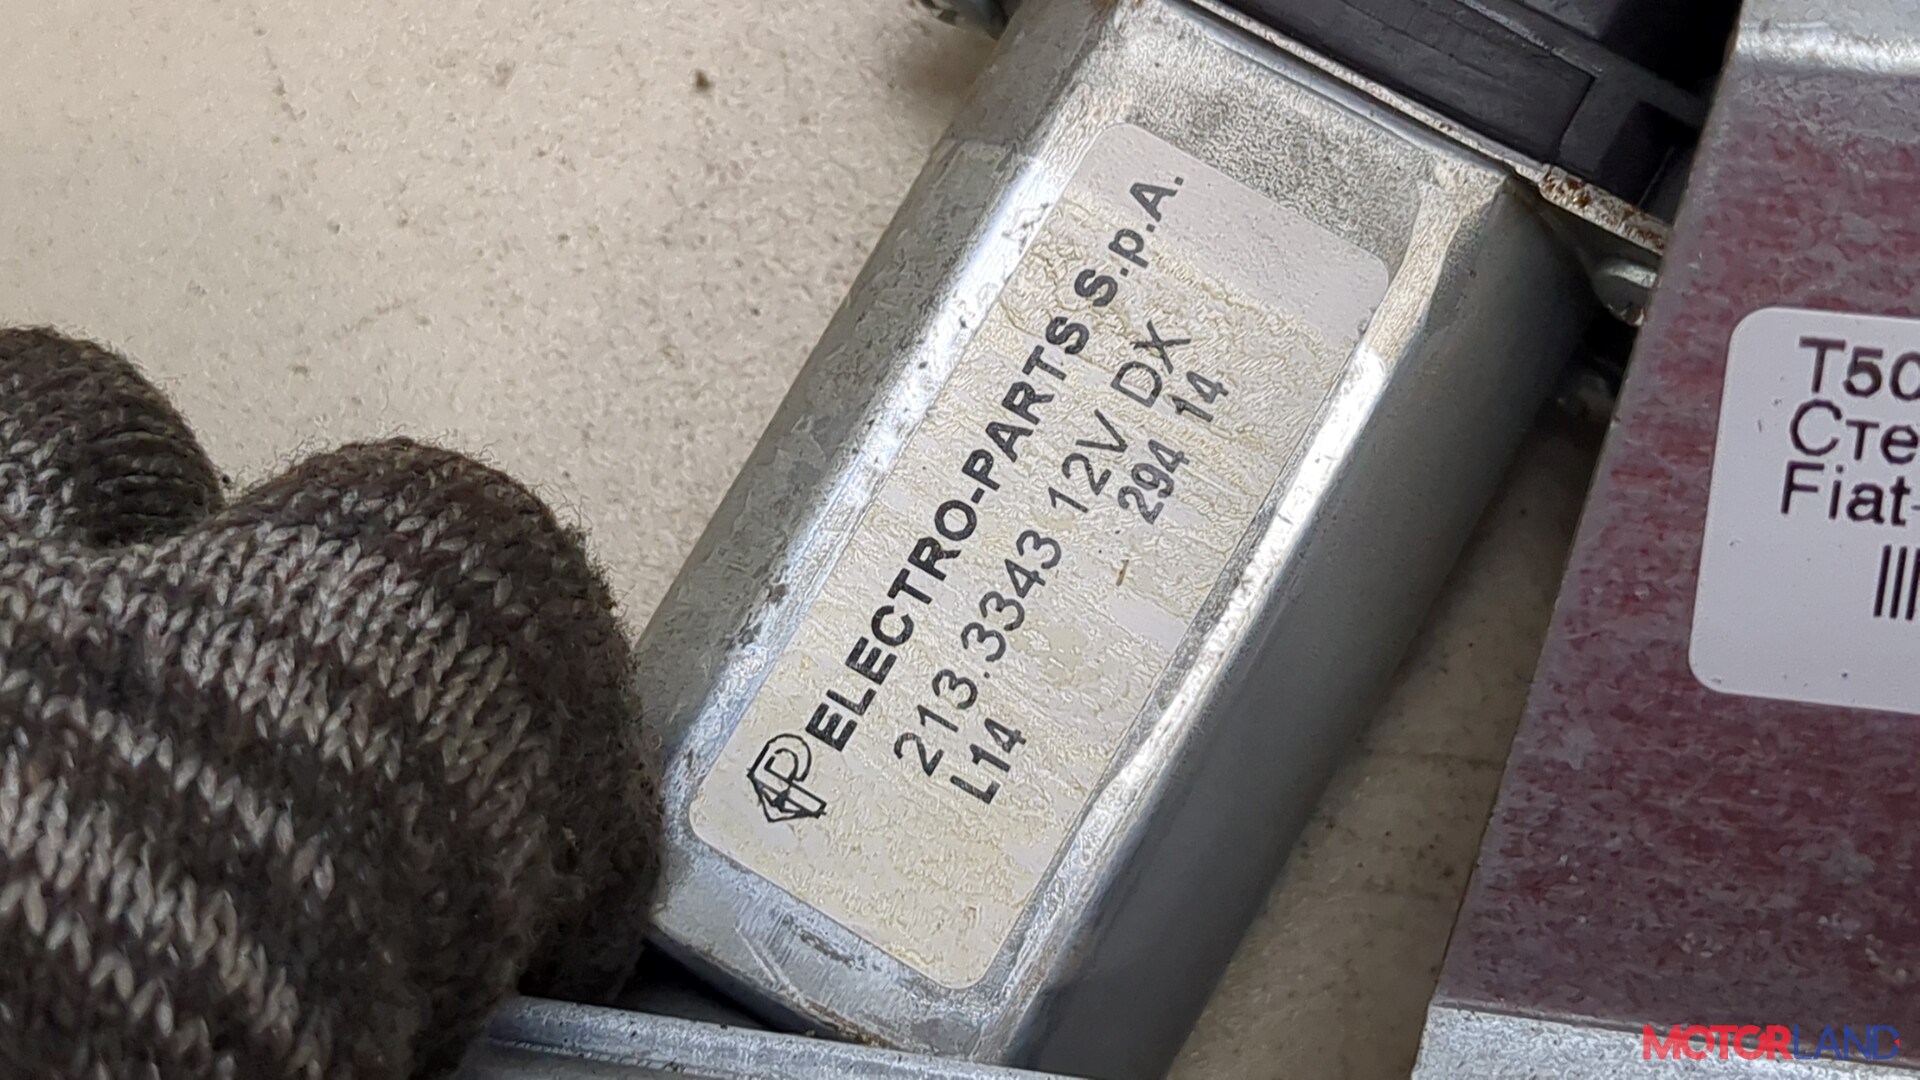 ELECTRO-PARTS S.p.A.
213.3343 12V DX
L14 294 14
T50
Сте
Fiat-
MOTORLAND